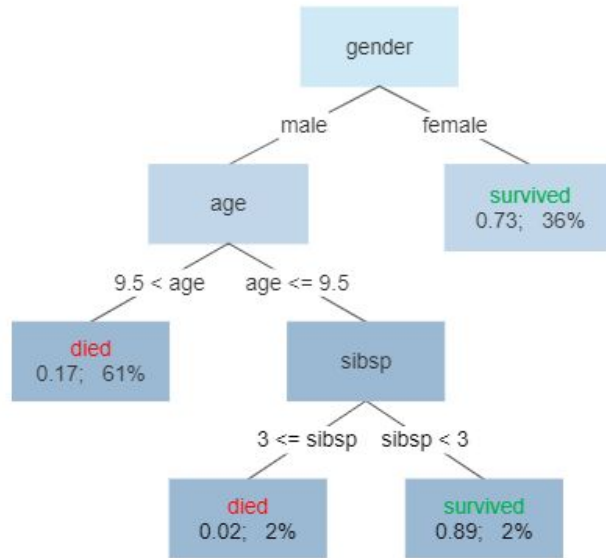 gender
male
female
age
survived
0.73; 36%
9.5 < age
age <= 9.5
died
0.17; 61%
sibsp
3 <= sibsp
sibsp < 3
died
0.02; 2%
survived
0.89; 2%